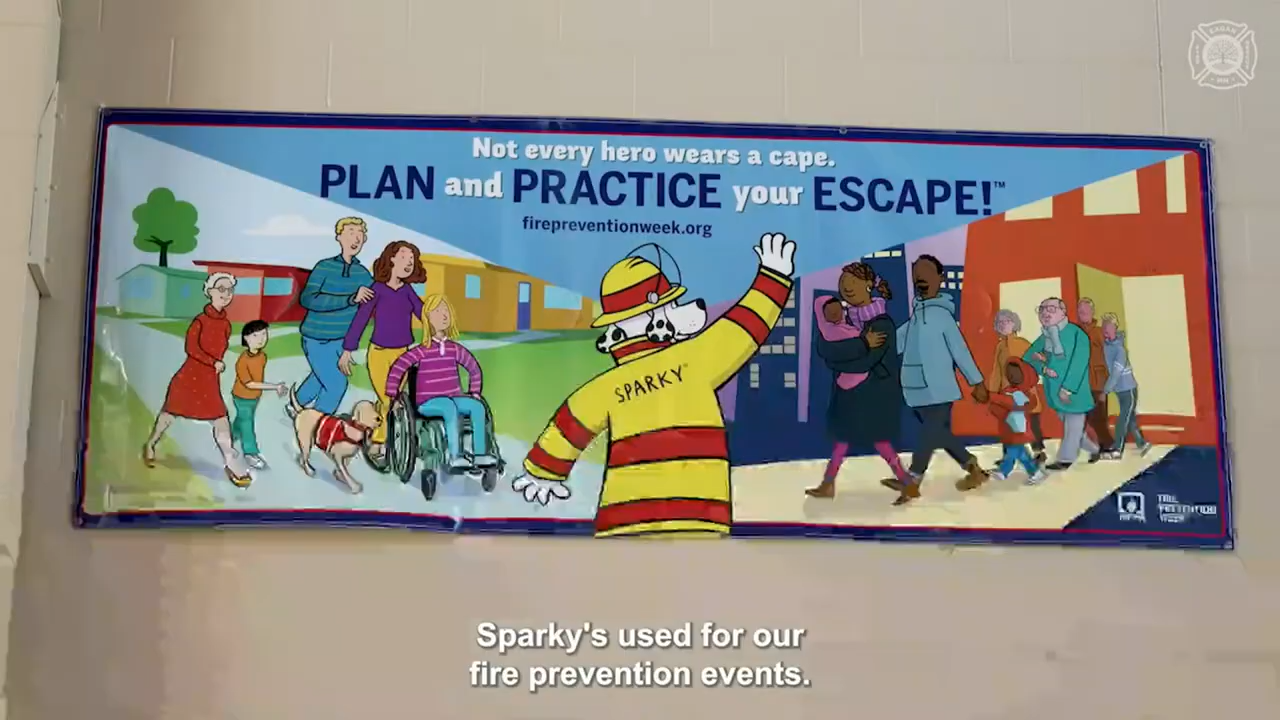 Not every hero wears a cape.
PLAN and PRACTICE your ESCAPE!™
firepreventionweek.org
SPARKY
Sparky's used for our
fire prevention events.